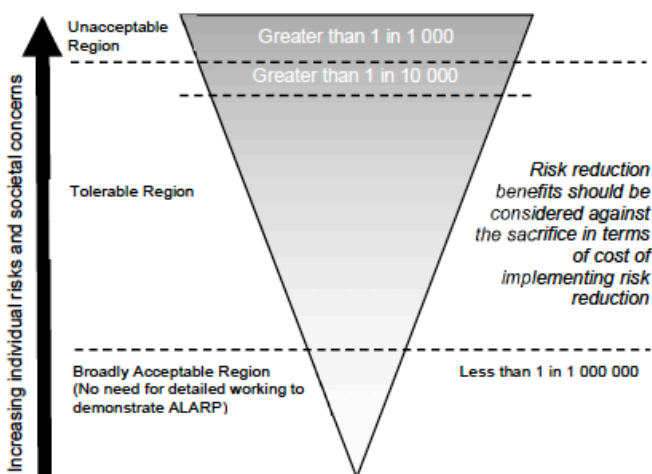 Increasing individual risks and societal concerns
Unacceptable
Region
Greater than 1 in 1 000
Greater than 1 in 10 000
Tolerable Region
Risk reduction
benefits should be
considered against
the sacrifice in terms
of cost of
implementing risk
reduction
Broadly Acceptable Region
(No need for detailed working to
demonstrate ALARP)
Less than 1 in 1 000 000